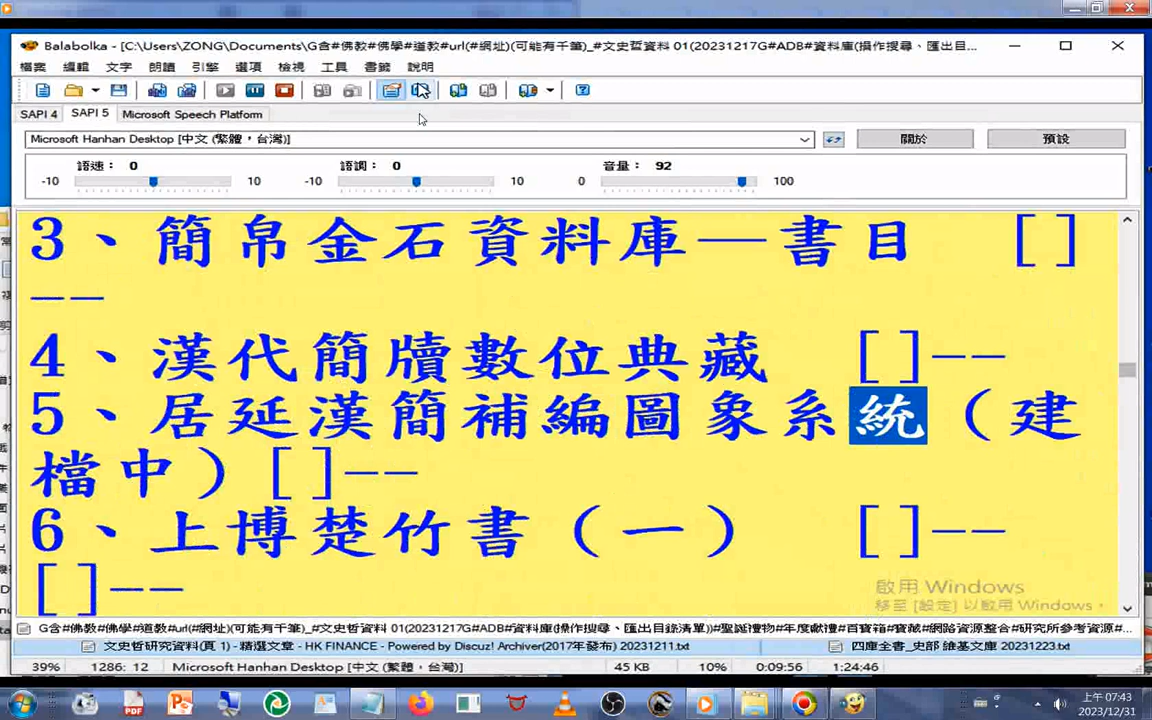 Balabolka - [C:\Users\ZONG\Documents\G含#佛教#佛學#道教#url(#網址)(可能有千筆)_#文史哲資料 01(20231217G#ADB#資料庫(操作搜尋、匯出目...
檔案 編輯 文字 朗讀 引擎 選項 檢視 工具 書籤 說明
SAPI 4 SAPI 5 Microsoft Speech Platform
Microsoft Hanhan Desktop [中文 (繁體，台灣)] 關於 預設
語速： 0 語調： 0 音量： 92
-10 10 -10 10 0 100
3、簡帛金石資料庫—書目 []
--
4、漢代簡牘數位典藏 []--
5、居延漢簡補編圖象系統（建
檔中）[]--
6、上博楚竹書（一） []--
[]--
啟用 Windows
移至 [設定] 以啟用 Windows。
G含#佛教#佛學#道教#url(#網址)(可能有千筆)_#文史哲資料 01(20231217G#ADB#資料庫(操作搜尋、匯出目錄清單))#聖誕禮物#年度獻禮#百寶箱#寶藏#網路資源整合#研究所參考資源#...
文史哲研究資料(頁 1) - 精選文章 - HK FINANCE - Powered by Discuz! Archiver(2017年發布) 20231211.txt 四庫全書_史部 維基文庫 20231223.txt
39% 1286: 12 Microsoft Hanhan Desktop [中文 (繁體，台灣)] 45 KB 10% 0:09:56 1:24:46
上午 07:43
2023/12/31